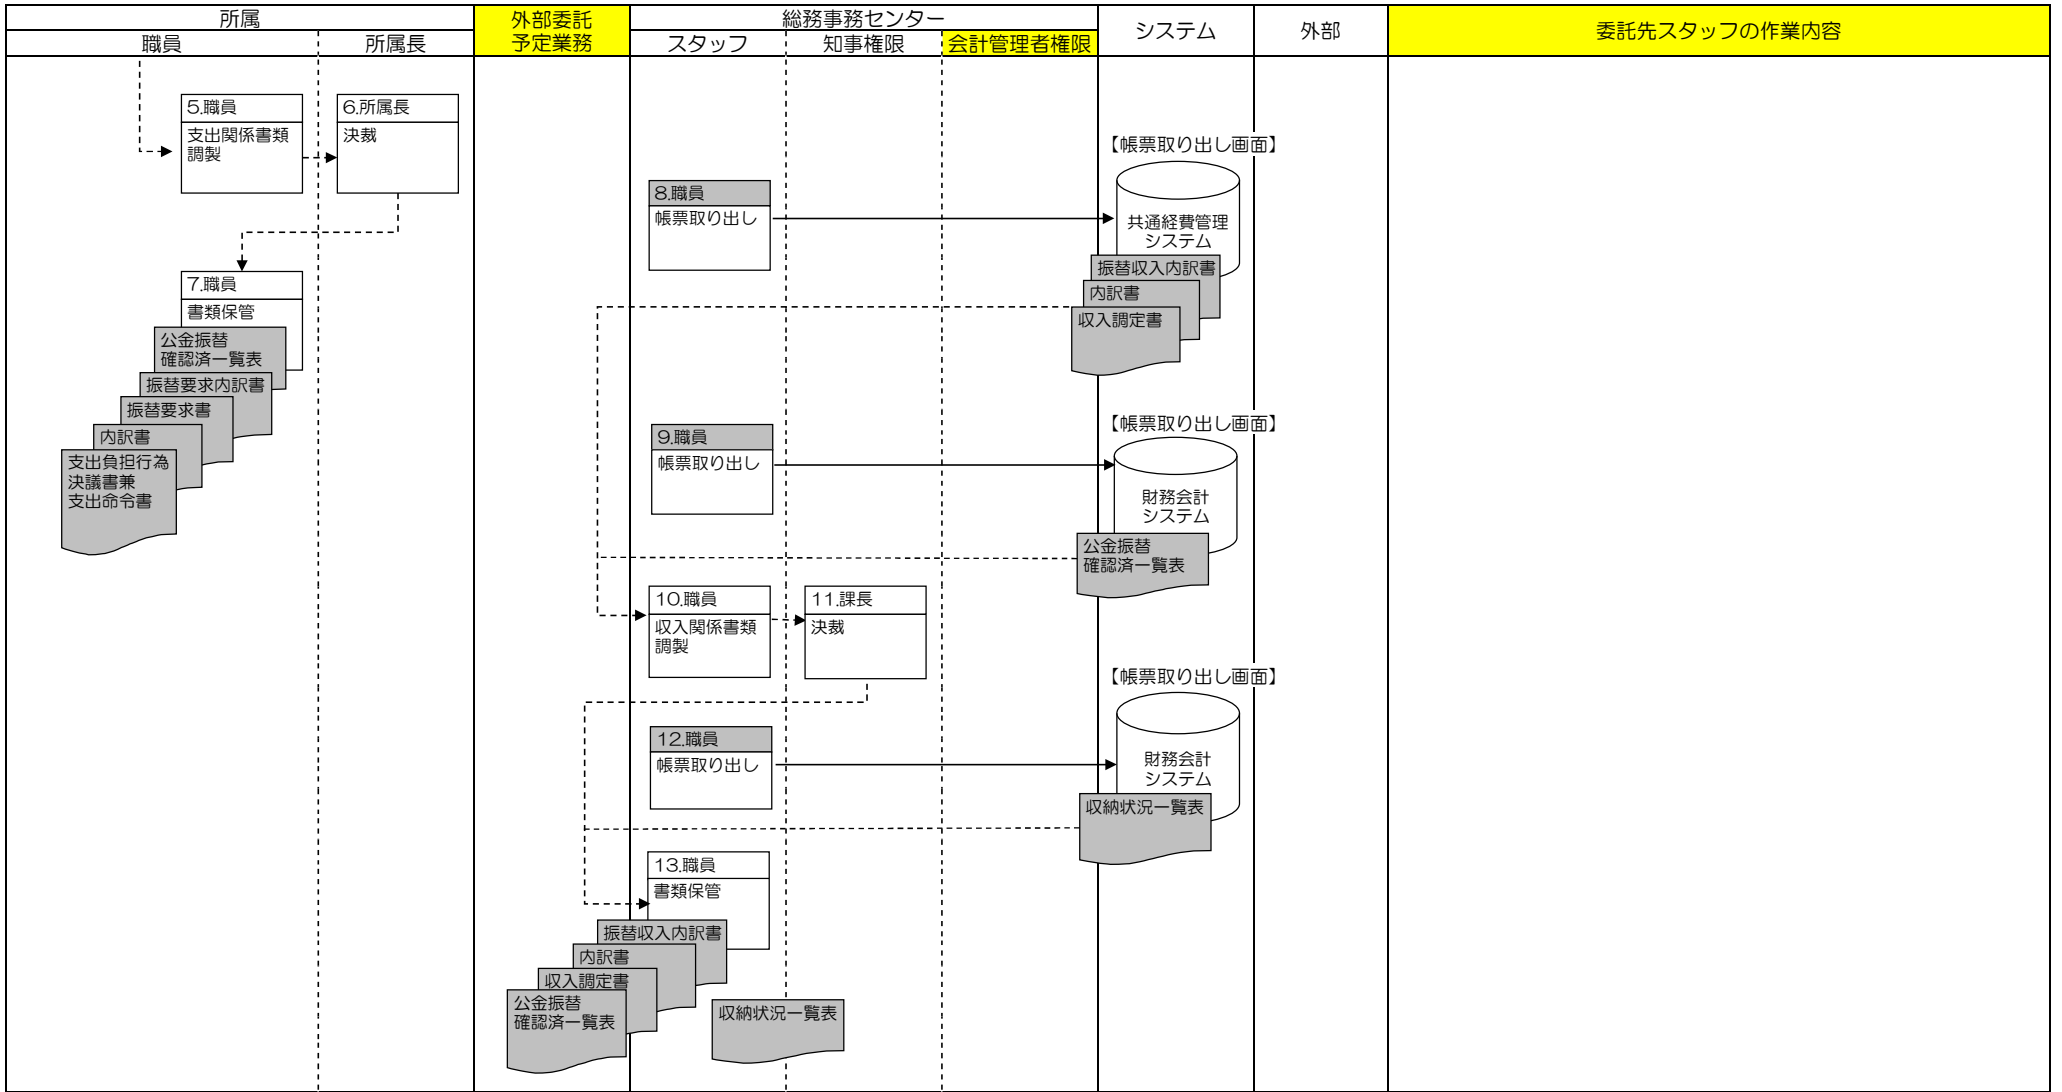 所属
職員
所属長
外部委託
予定業務
総務事務センター
スタッフ
知事権限
会計管理者権限
システム
外部
委託先スタッフの作業内容
5.職員
支出関係書類
調製
6.所属長
決裁
7.職員
書類保管
公金振替
確認済一覧表
振替要求内訳書
振替要求書
内訳書
支出負担行為
決議書兼
支出命令書
8.職員
帳票取り出し
【帳票取り出し画面】
共通経費管理
システム
振替収入内訳書
内訳書
収入調定書
9.職員
帳票取り出し
【帳票取り出し画面】
財務会計
システム
公金振替
確認済一覧表
10.職員
収入関係書類
調製
11.課長
決裁
12.職員
帳票取り出し
【帳票取り出し画面】
財務会計
システム
収納状況一覧表
13.職員
書類保管
振替収入内訳書
内訳書
収入調定書
公金振替
確認済一覧表
収納状況一覧表